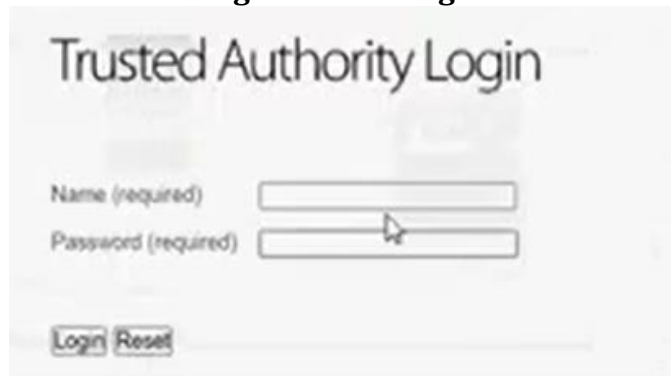 Trusted Authority Login
Name (required)
Password (required)
Login Reset